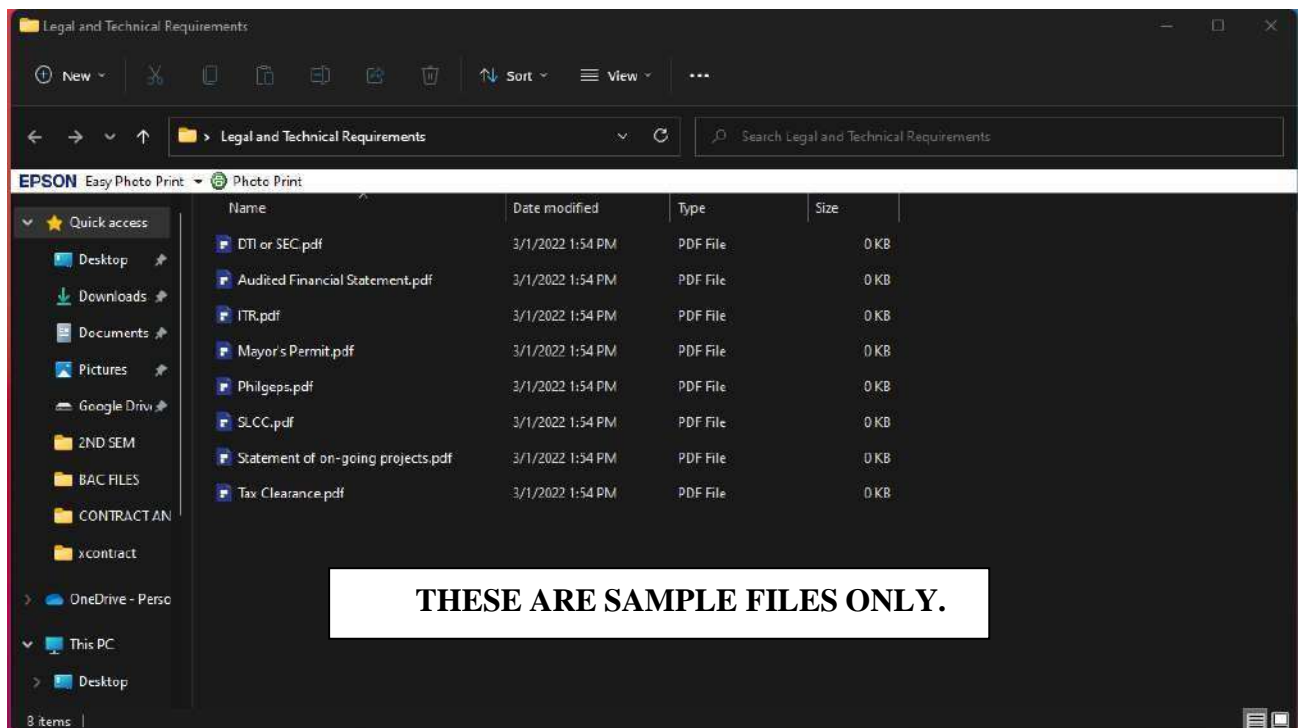 Legal and Technical Requirements
New
Sort
View
Legal and Technical Requirements
Search Legal and Technical Requirements
EPSON Easy Photo Print Photo Print
Name Date modified Type Size
Quick access
Desktop
Downloads
Documents
Pictures
Google Driv
2ND SEM
BAC FILES
CONTRACT AN
xcontract
OneDrive - Perso
This PC
Desktop
DTI or SEC.pdf 3/1/2022 1:54 PM PDF File 0 KB
Audited Financial Statement.pdf 3/1/2022 1:54 PM PDF File 0 KB
ITR.pdf 3/1/2022 1:54 PM PDF File 0 KB
Mayor's Permit.pdf 3/1/2022 1:54 PM PDF File 0 KB
Philgeps.pdf 3/1/2022 1:54 PM PDF File 0 KB
SLCC.pdf 3/1/2022 1:54 PM PDF File 0 KB
Statement of on-going projects.pdf 3/1/2022 1:54 PM PDF File 0 KB
Tax Clearance.pdf 3/1/2022 1:54 PM PDF File 0 KB
THESE ARE SAMPLE FILES ONLY.
8 items